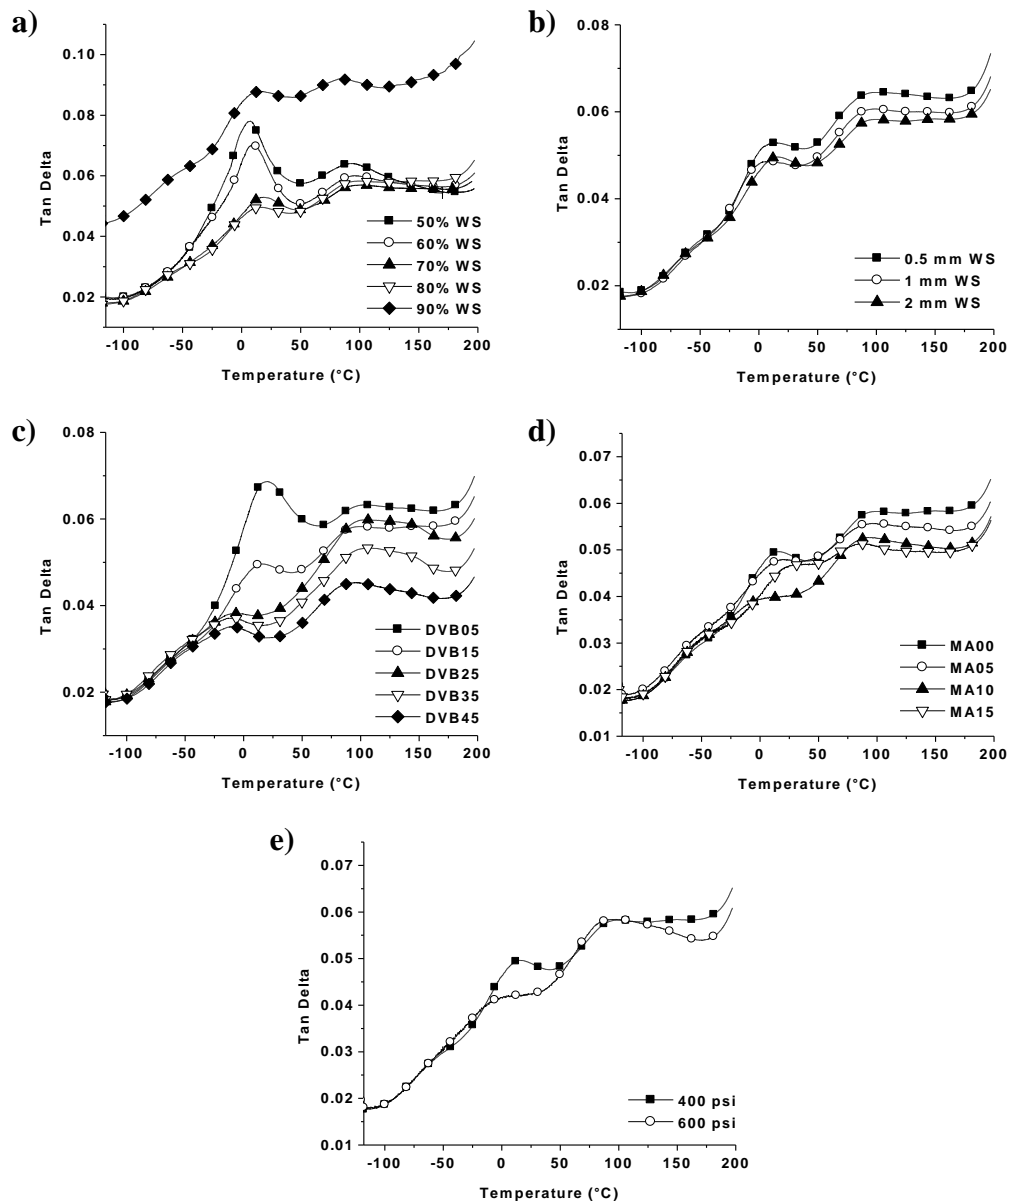 a)
0.10
0.08
0.06
0.04
0.02
Tan Delta
50% WS
60% WS
70% WS
80% WS
90% WS
-100 -50 0 50 100 150 200
Temperature (°C)
b)
0.08
0.06
0.04
0.02
Tan Delta
0.5 mm WS
1 mm WS
2 mm WS
-100 -50 0 50 100 150 200
Temperature (°C)
c)
0.08
0.06
0.04
0.02
Tan Delta
DVB05
DVB15
DVB25
DVB35
DVB45
-100 -50 0 50 100 150 200
Temperature (°C)
d)
0.07
0.06
0.05
0.04
0.03
0.02
0.01
Tan Delta
MA00
MA05
MA10
MA15
-100 -50 0 50 100 150 200
Temperature (°C)
e)
0.07
0.06
0.05
0.04
0.03
0.02
0.01
Tan Delta
400 psi
600 psi
-100 -50 0 50 100 150 200
Temperature (°C)